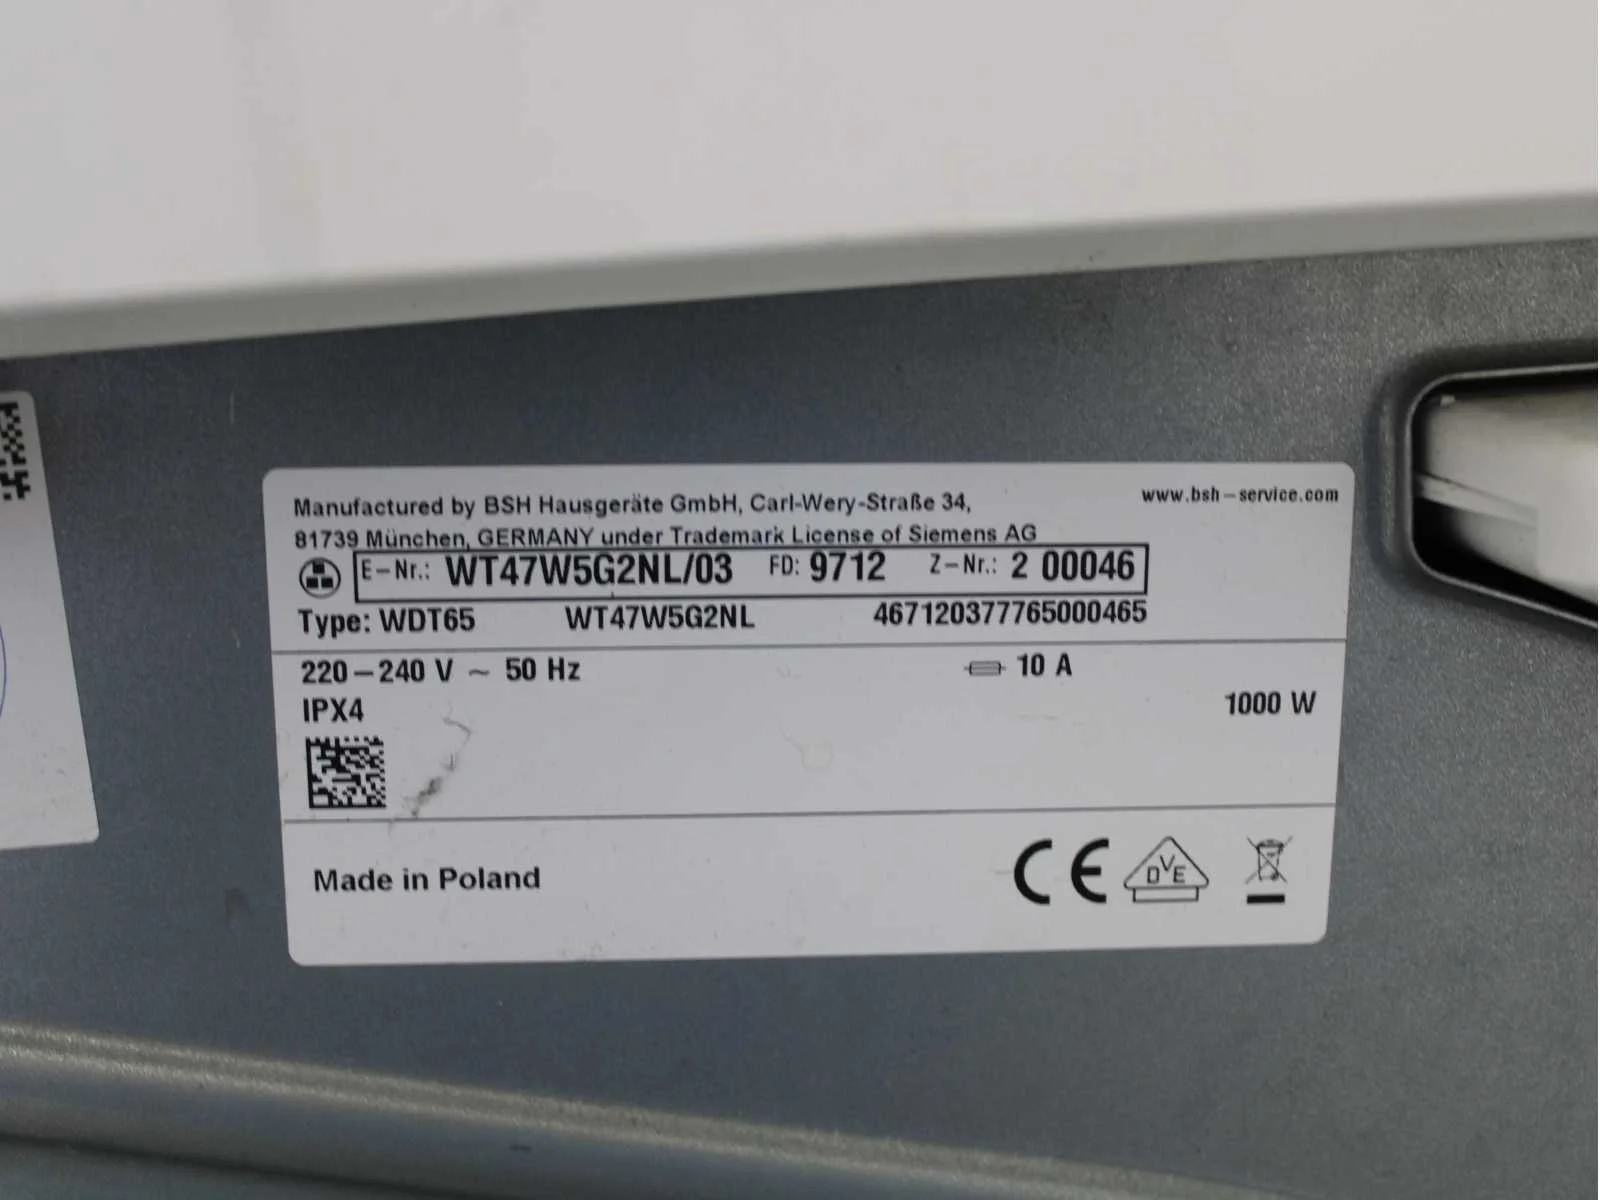 Manufactured by BSH Hausgeräte GmbH, Carl-Wery-Straße 34,
www.bsh-service.com
81739 München, GERMANY under Trademark License of Siemens AG
E-Nr.: WT47W5G2NL/03 FD: 9712 Z-Nr.: 2 00046
Type: WDT65 WT47W5G2NL 467120377765000465
220-240 V ~ 50 Hz 10 A
IPX4 1000 W
Made in Poland CE DVE